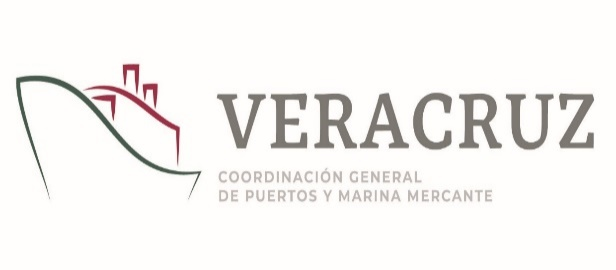 VERACRUZ
COORDINACIÓN GENERAL
DE PUERTOS Y MARINA MERCANTE